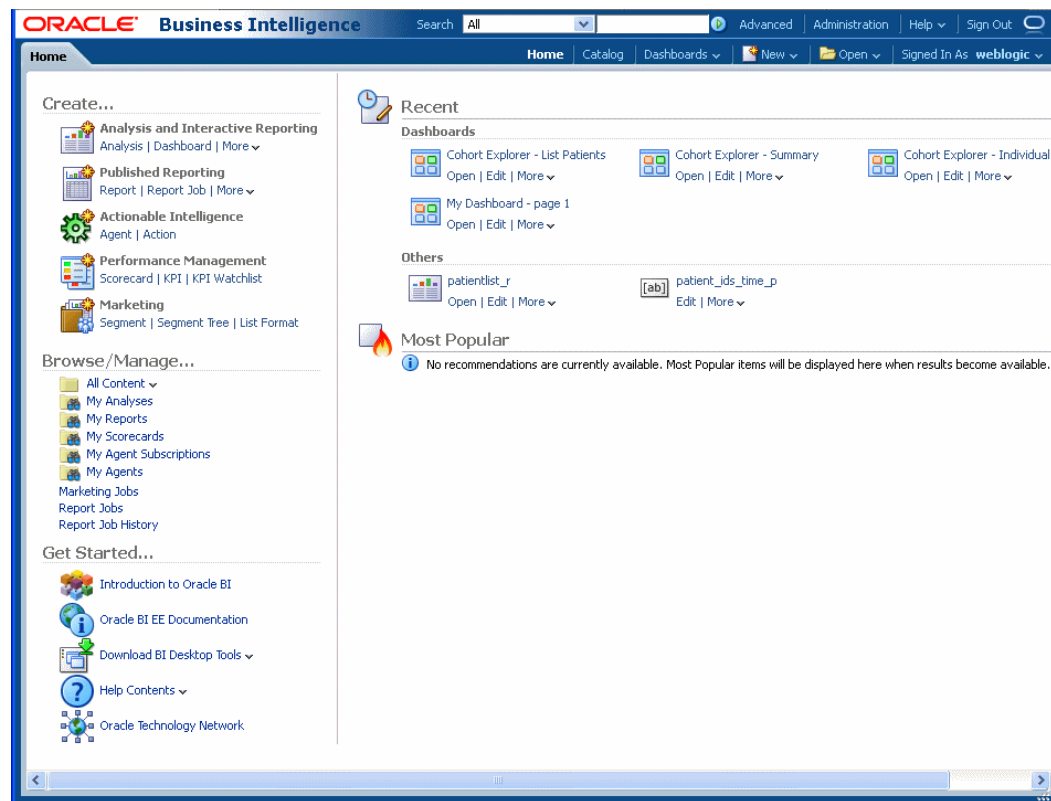 ORACLE Business Intelligence Search All Advanced Administration Help Sign Out
Home Home Catalog Dashboards New Open Signed In As weblogic
Create...
Analysis and Interactive Reporting
Analysis | Dashboard | More
Published Reporting
Report | Report Job | More
Actionable Intelligence
Agent | Action
Performance Management
Scorecard | KPI | KPI Watchlist
Marketing
Segment | Segment Tree | List Format
Browse/Manage...
All Content
My Analyses
My Reports
My Scorecards
My Agent Subscriptions
My Agents
Marketing Jobs
Report Jobs
Report Job History
Get Started...
Introduction to Oracle BI
Oracle BI EE Documentation
Download BI Desktop Tools
Help Contents
Oracle Technology Network
Recent
Dashboards
Cohort Explorer - List Patients
Open | Edit | More
Cohort Explorer - Summary
Open | Edit | More
Cohort Explorer - Individual
Open | Edit | More
My Dashboard - page 1
Open | Edit | More
Others
patientlist_r
Open | Edit | More
[ab] patient_ids_time_p
Edit | More
Most Popular
No recommendations are currently available. Most Popular items will be displayed here when results become available.